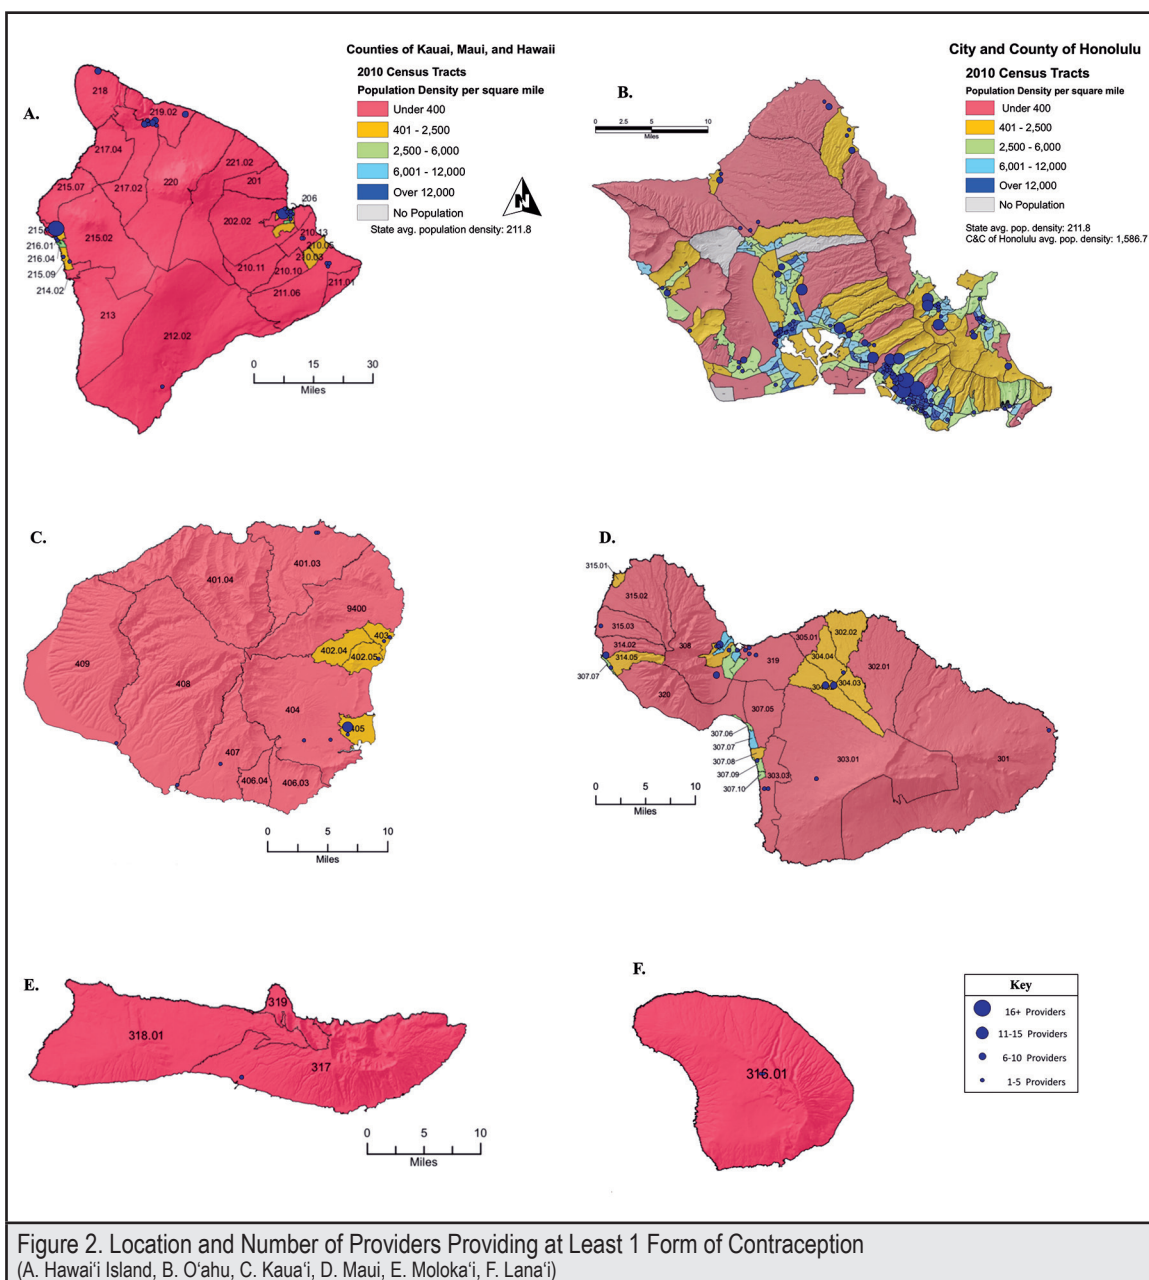 A.
Counties of Kauai, Maui, and Hawaii
2010 Census Tracts
Population Density per square mile
Under 400
401 - 2,500
2,500 - 6,000
6,001 - 12,000
Over 12,000
No Population
State avg. population density: 211.8
N
218
219.02
217.04
220
221.02
201
215.07
217.02
206
202.02
215.02
210.13
210.05
210.03
216.01
216.04
215.09
214.02
210.11
210.10
211.01
211.06
213
212.02
0 15 30
Miles
B.
City and County of Honolulu
2010 Census Tracts
Population Density per square mile
Under 400
401 - 2,500
2,500 - 6,000
6,001 - 12,000
Over 12,000
No Population
State avg. pop. density: 211.8
C&C of Honolulu avg. pop. density: 1,586.7
0 2.5 5 10
Miles
C.
401.04
401.03
9400
403
402.04
402.05
409
408
404
405
407
406.04
406.03
0 5 10
Miles
D.
315.01
315.02
315.03
314.02
314.05
307.07
308
320
319
305.01
302.02
304.04
302.01
304.03
307.05
307.06
307.07
307.08
307.09
307.10
303.03
303.01
301
0 5 10
Miles
E.
319
318.01
317
0 5 10
Miles
F.
316.01
Key
16+ Providers
11-15 Providers
6-10 Providers
1-5 Providers
Figure 2. Location and Number of Providers Providing at Least 1 Form of Contraception
(A. Hawai‘i Island, B. O‘ahu, C. Kaua‘i, D. Maui, E. Moloka‘i, F. Lana‘i)